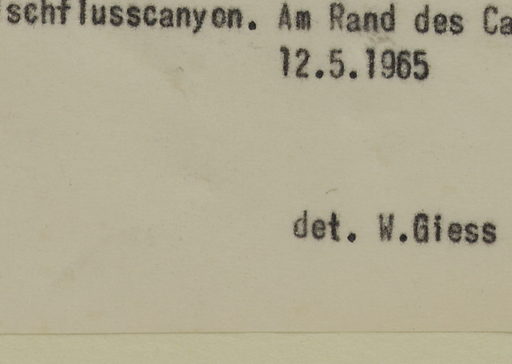 schflusscanyon. Am Rand des Ca
12.5.1965
det. W.Giess